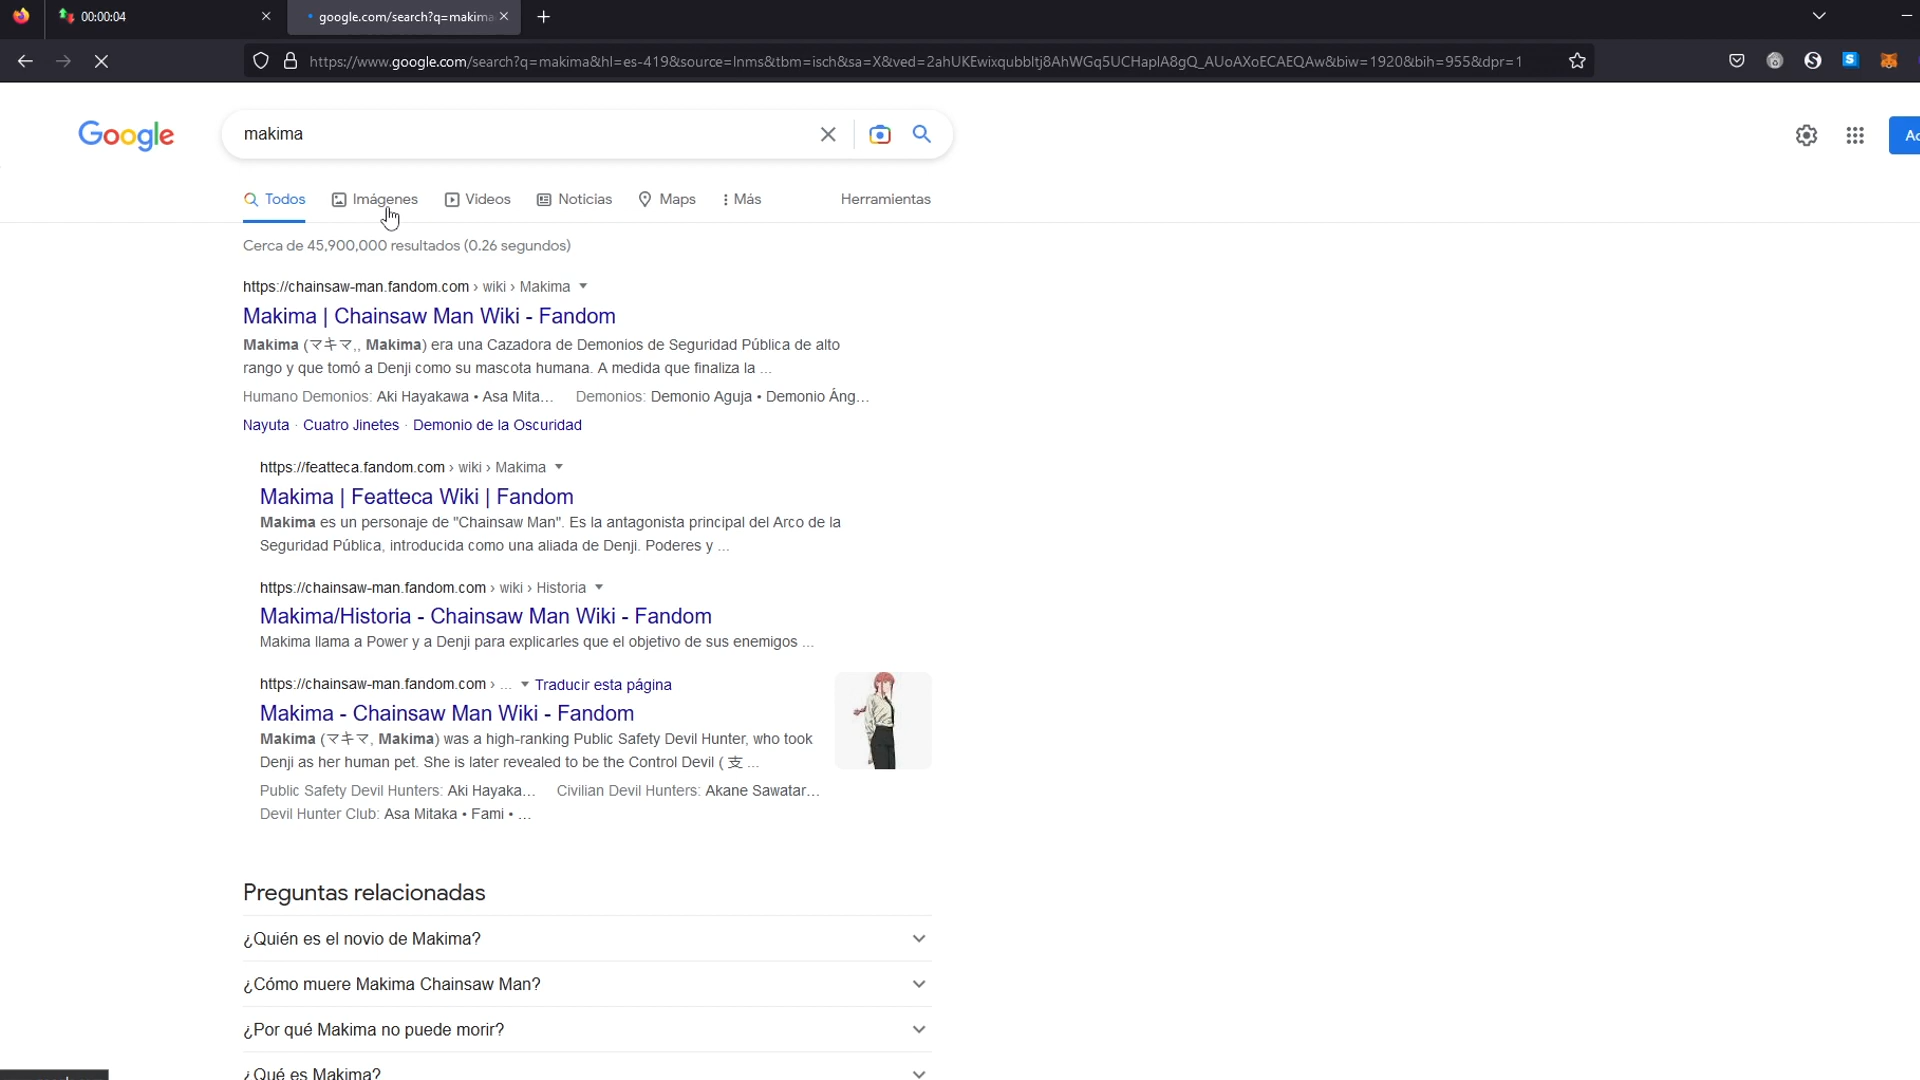 00:00:04
google.com/search?q=makima
https://www.google.com/search?q=makima&hl=es-419&source=lnms&tbm=isch&sa=X&ved=2ahUKEwixqubbltj8AhWGq5UCHaplA8gQ_AUoAXoECAEQAw&biw=1920&bih=955&dpr=1
Google
makima
Todos Imágenes Videos Noticias Maps Más Herramientas
Cerca de 45,900,000 resultados (0.26 segundos)
https://chainsaw-man.fandom.com › wiki › Makima
Makima | Chainsaw Man Wiki - Fandom
Makima (マキマ,, Makima) era una Cazadora de Demonios de Seguridad Pública de alto
rango y que tomó a Denji como su mascota humana. A medida que finaliza la ...
Humano Demonios: Aki Hayakawa • Asa Mita... Demonios: Demonio Aguja • Demonio Áng...
Nayuta · Cuatro Jinetes · Demonio de la Oscuridad
https://featteca.fandom.com › wiki › Makima
Makima | Featteca Wiki | Fandom
Makima es un personaje de "Chainsaw Man". Es la antagonista principal del Arco de la
Seguridad Pública, introducida como una aliada de Denji. Poderes y ...
https://chainsaw-man.fandom.com › wiki › Historia
Makima/Historia - Chainsaw Man Wiki - Fandom
Makima llama a Power y a Denji para explicarles que el objetivo de sus enemigos ...
https://chainsaw-man.fandom.com › ... Traducir esta página
Makima - Chainsaw Man Wiki - Fandom
Makima (マキマ, Makima) was a high-ranking Public Safety Devil Hunter, who took
Denji as her human pet. She is later revealed to be the Control Devil ( 支 ...
Public Safety Devil Hunters: Aki Hayaka... Civilian Devil Hunters: Akane Sawatar...
Devil Hunter Club: Asa Mitaka • Fami • ...
Preguntas relacionadas
¿Quién es el novio de Makima?
¿Cómo muere Makima Chainsaw Man?
¿Por qué Makima no puede morir?
¿Qué es Makima?